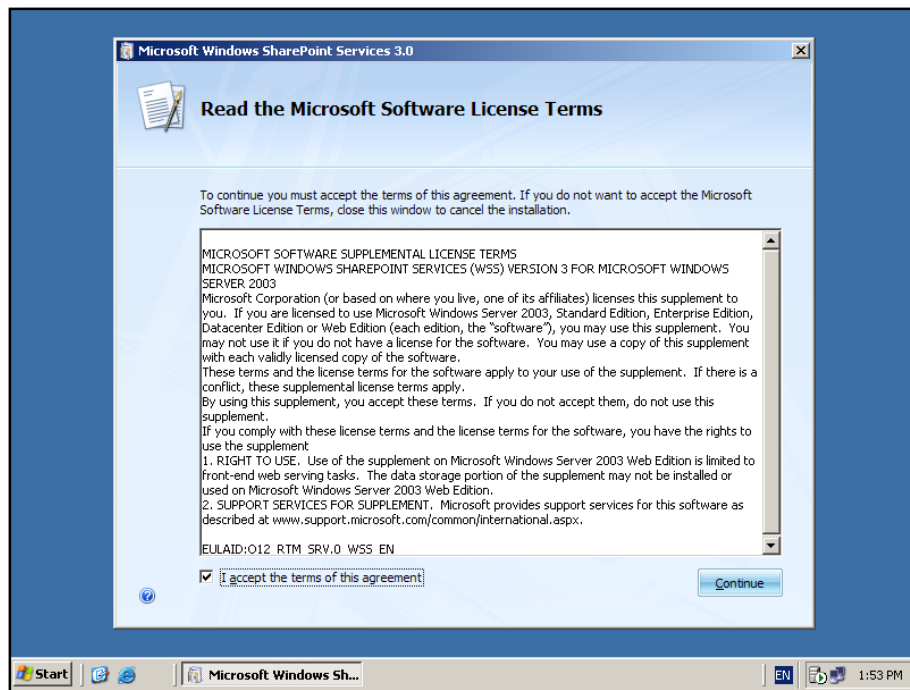 Microsoft Windows SharePoint Services 3.0
Read the Microsoft Software License Terms
To continue you must accept the terms of this agreement. If you do not want to accept the Microsoft
Software License Terms, close this window to cancel the installation.
MICROSOFT SOFTWARE SUPPLEMENTAL LICENSE TERMS
MICROSOFT WINDOWS SHAREPOINT SERVICES (WSS) VERSION 3 FOR MICROSOFT WINDOWS
SERVER 2003
Microsoft Corporation (or based on where you live, one of its affiliates) licenses this supplement to
you.  If you are licensed to use Microsoft Windows Server 2003, Standard Edition, Enterprise Edition,
Datacenter Edition or Web Edition (each edition, the “software”), you may use this supplement.  You
may not use it if you do not have a license for the software.  You may use a copy of this supplement
with each validly licensed copy of the software.
These terms and the license terms for the software apply to your use of the supplement.  If there is a
conflict, these supplemental license terms apply.
By using this supplement, you accept these terms.  If you do not accept them, do not use this
supplement.
If you comply with these license terms and the license terms for the software, you have the rights to
use the supplement
1. RIGHT TO USE.  Use of the supplement on Microsoft Windows Server 2003 Web Edition is limited to
front-end web serving tasks.  The data storage portion of the supplement may not be installed or
used on Microsoft Windows Server 2003 Web Edition.
2. SUPPORT SERVICES FOR SUPPLEMENT.  Microsoft provides support services for this software as
described at www.support.microsoft.com/common/international.aspx.
EULAID:O12_RTM_SRV.0_WSS_EN
I accept the terms of this agreement
Continue
Start
Microsoft Windows Sh...
EN
1:53 PM